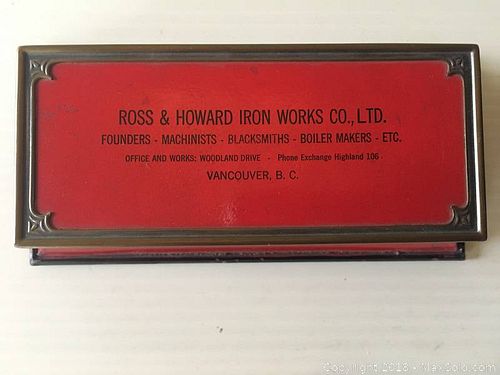 ROSS & HOWARD IRON WORKS CO., LTD.
FOUNDERS - MACHINISTS - BLACKSMITHS - BOILER MAKERS - ETC.
OFFICE AND WORKS: WOODLAND DRIVE - Phone Exchange Highland 106
VANCOUVER, B. C.
Copyright 2018 - MaxSold.com